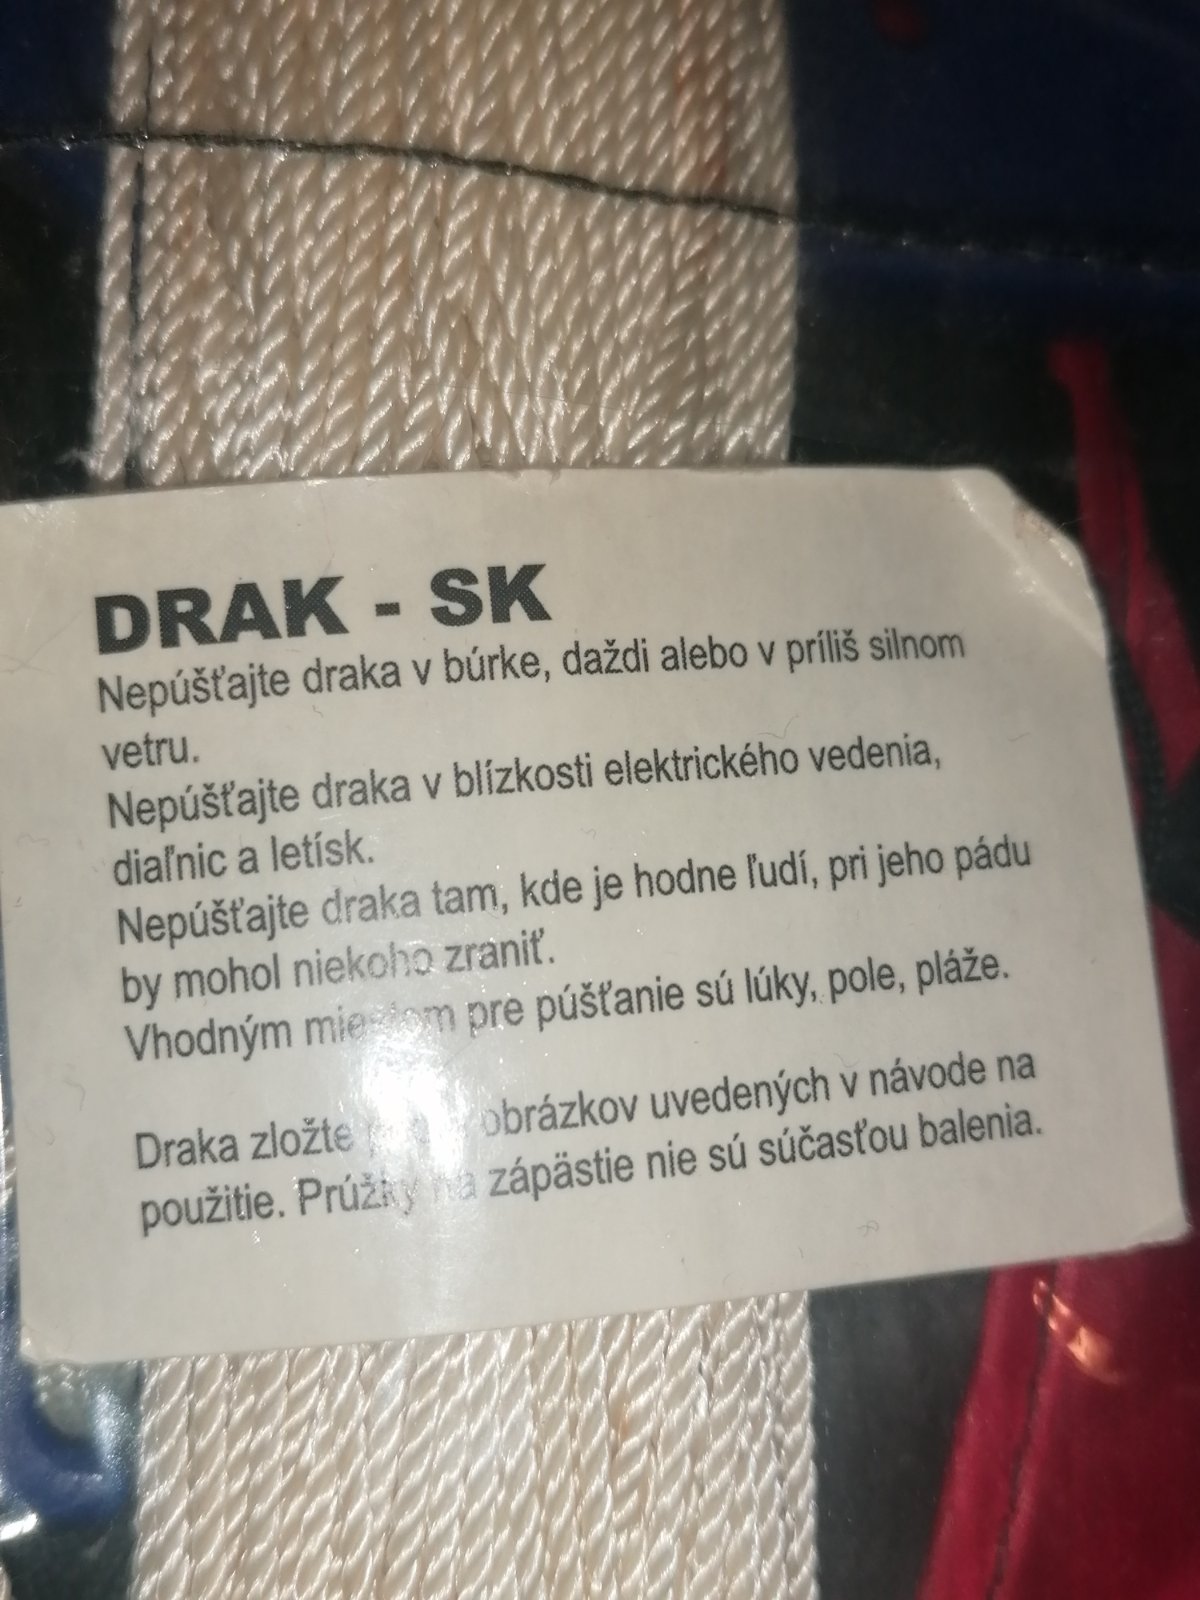 DRAK - SK
Nepúšťajte draka v búrke, daždi alebo v príliš silnom
vetru.
Nepúšťajte draka v blízkosti elektrického vedenia,
diaľnic a letísk.
Nepúšťajte draka tam, kde je hodne ľudí, pri jeho pádu
by mohol niekoho zraniť.
Vhodným miestom pre púšťanie sú lúky, pole, pláže.
Draka zložte obrázkov uvedených v návode na
použitie. Prúžky na zápästie nie sú súčasťou balenia.